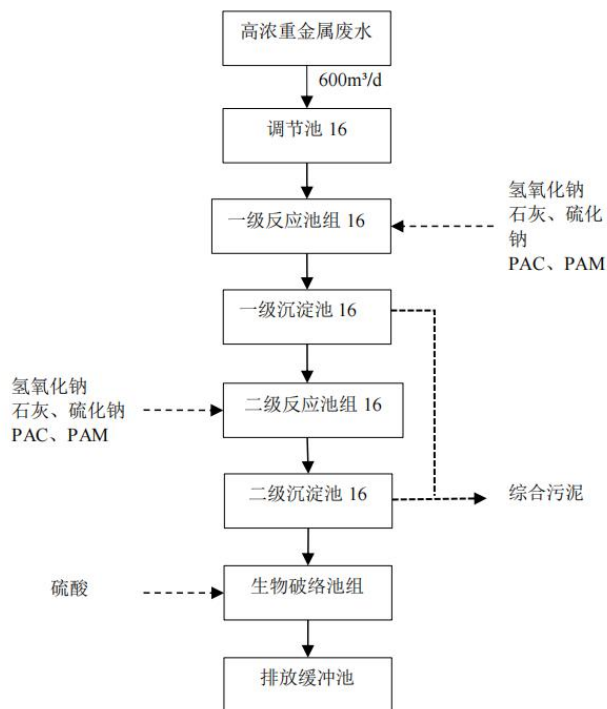 高浓重金属废水
600m³/d
调节池 16
一级反应池组 16
氢氧化钠
石灰、硫化
钠
PAC、PAM
一级沉淀池 16
氢氧化钠
石灰、硫化钠
PAC、PAM
二级反应池组 16
二级沉淀池 16
综合污泥
硫酸
生物破络池组
排放缓冲池